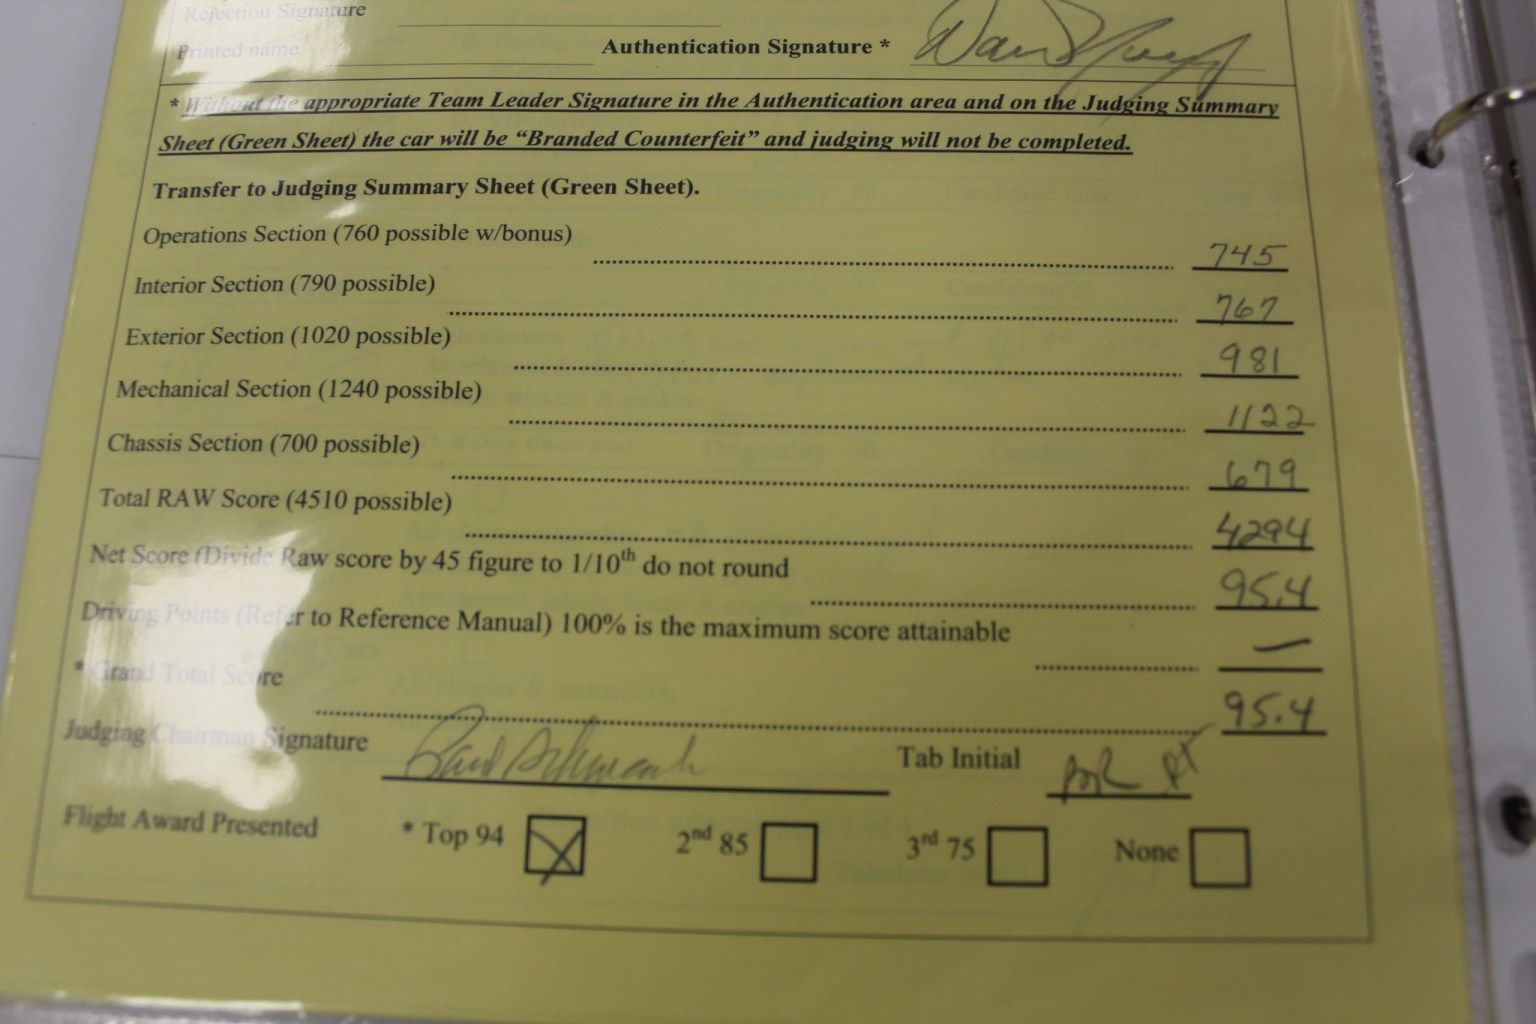 Rejection Signature
Printed name
Authentication Signature *
* Without the appropriate Team Leader Signature in the Authentication area and on the Judging Summary
Sheet (Green Sheet) the car will be “Branded Counterfeit” and judging will not be completed.
Transfer to Judging Summary Sheet (Green Sheet).
Operations Section (760 possible w/bonus) 745
Interior Section (790 possible) 767
Exterior Section (1020 possible) 981
Mechanical Section (1240 possible) 1122
Chassis Section (700 possible) 679
Total RAW Score (4510 possible) 4294
Net Score (Divide Raw score by 45 figure to 1/10th do not round 95.4
Driving Points (Refer to Reference Manual) 100% is the maximum score attainable —
* Grand Total Score 95.4
Judging Chairman Signature Tab Initial
Flight Award Presented * Top 94 X 2nd 85 3rd 75 None